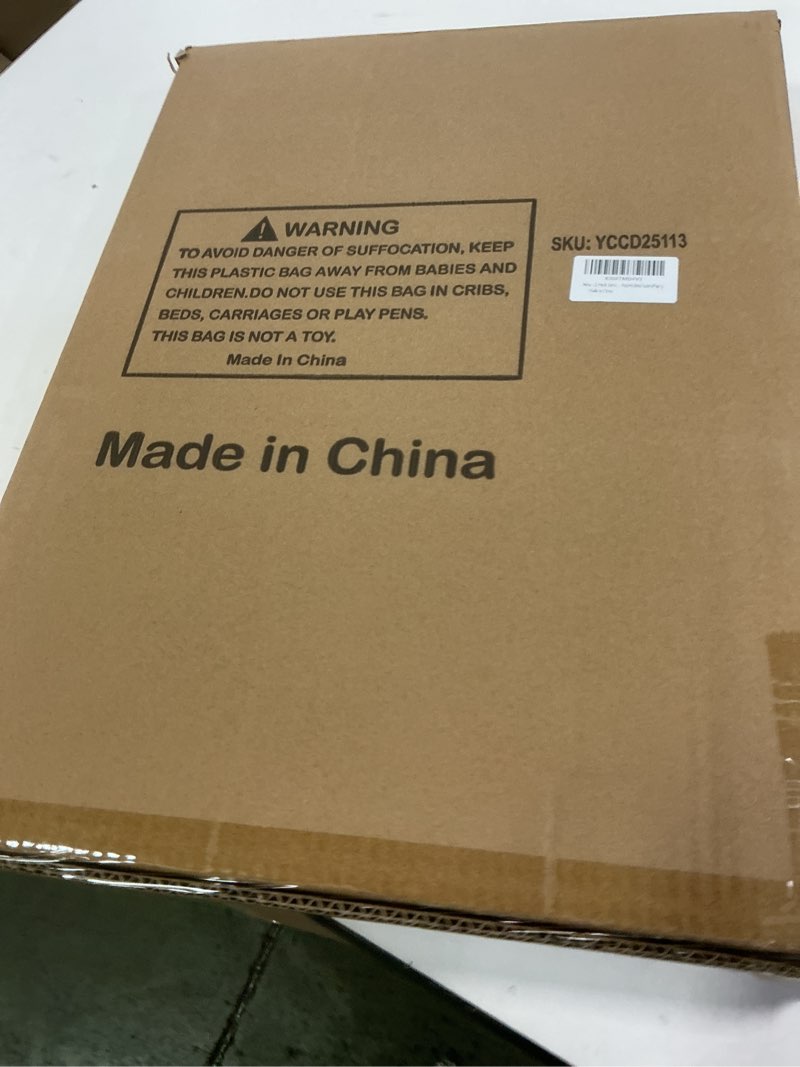 WARNING
TO AVOID DANGER OF SUFFOCATION, KEEP
THIS PLASTIC BAG AWAY FROM BABIES AND
CHILDREN.DO NOT USE THIS BAG IN CRIBS,
BEDS, CARRIAGES OR PLAY PENS.
THIS BAG IS NOT A TOY.
Made In China
SKU: YCCD25113
Made in China